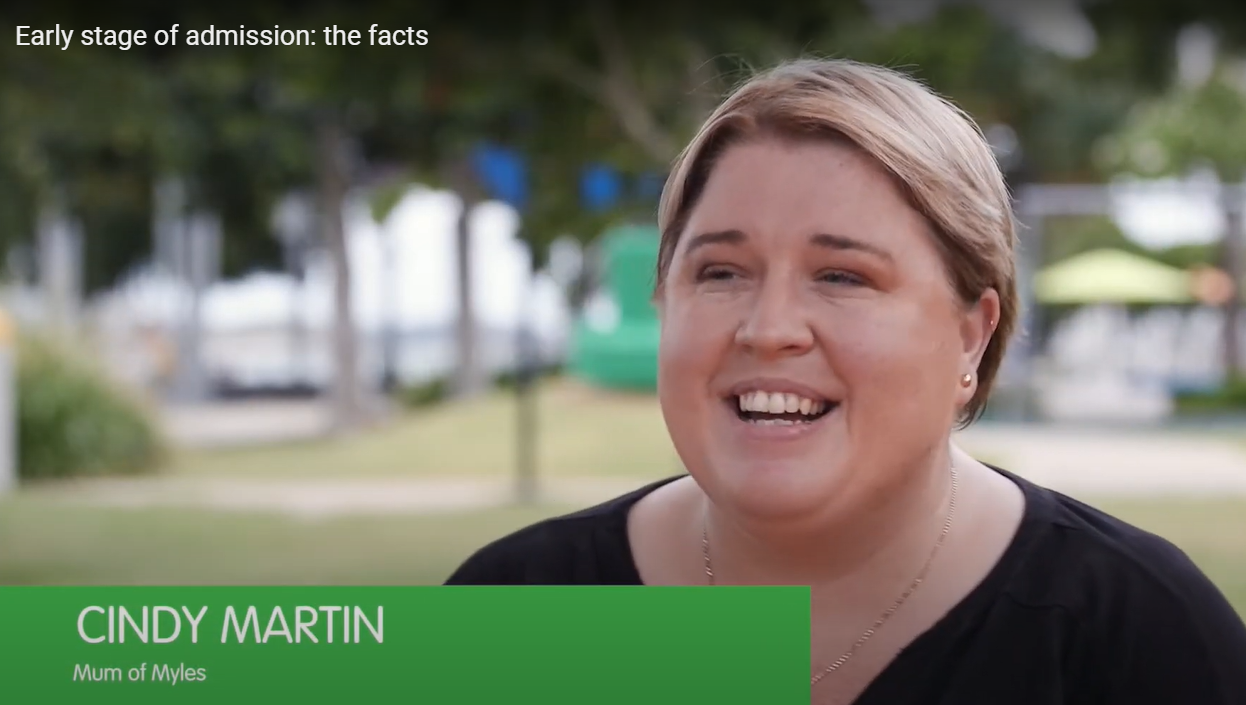 Early stage of admission: the facts
CINDY MARTIN
Mum of Myles